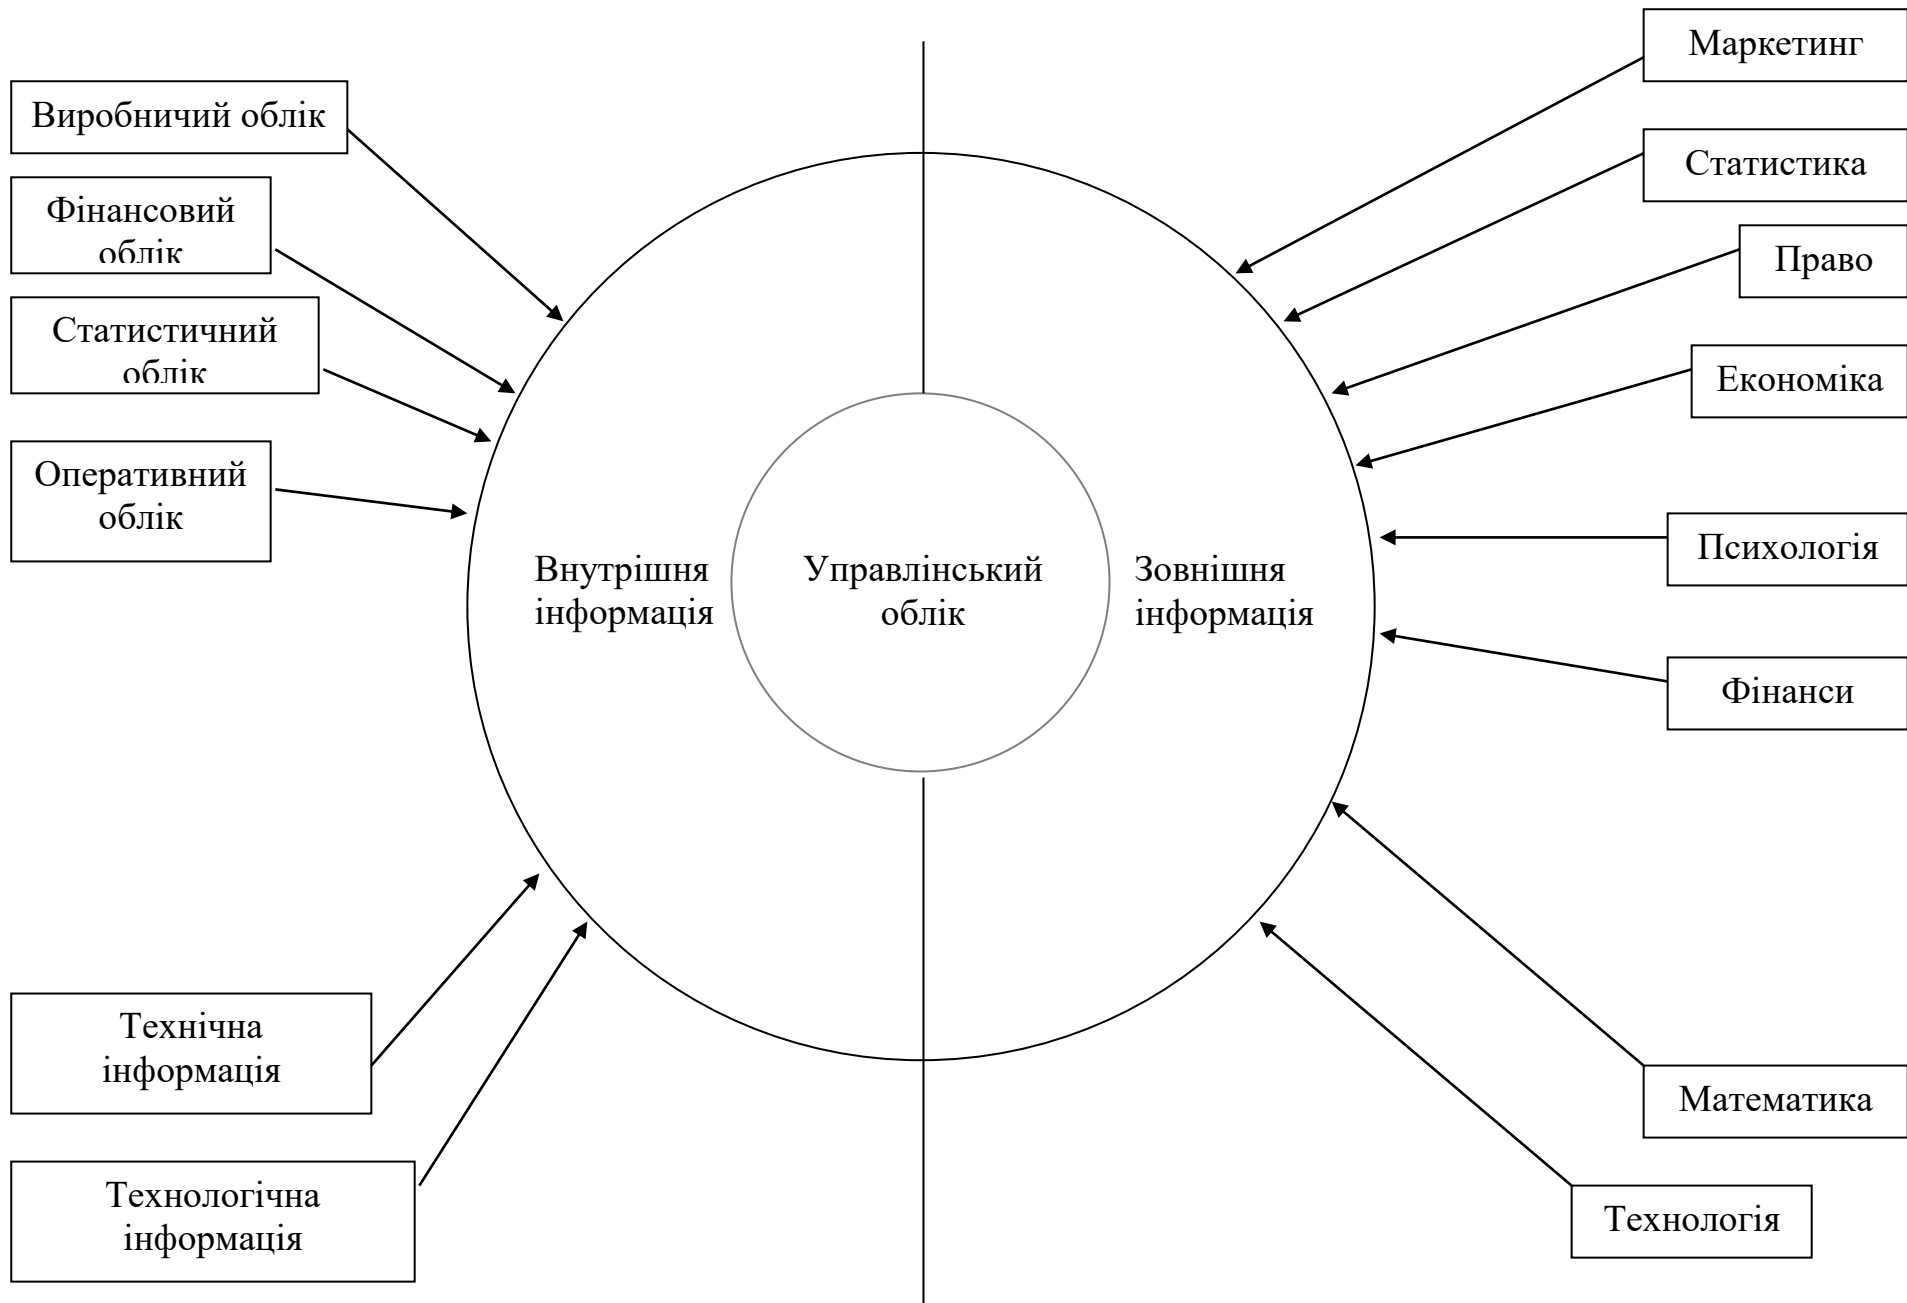 Виробничий облік
Фінансовий
облік
Статистичний
облік
Оперативний
облік
Технічна
інформація
Технологічна
інформація
Внутрішня
інформація
Управлінський
облік
Зовнішня
інформація
Маркетинг
Статистика
Право
Економіка
Психологія
Фінанси
Математика
Технологія